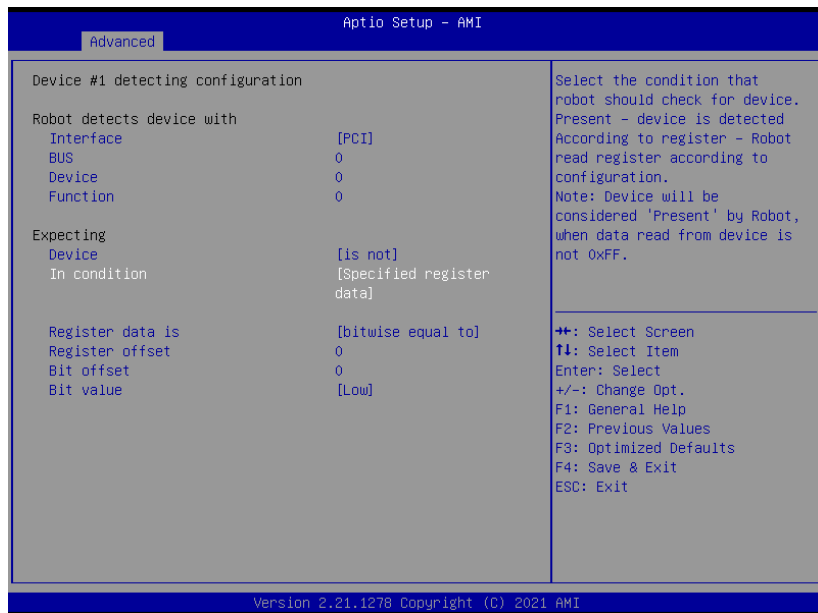 Aptio Setup – AMI
Advanced
Device #1 detecting configuration
Robot detects device with
Interface [PCI]
BUS 0
Device 0
Function 0
Expecting
Device [is not]
In condition [Specified register
data]
Register data is [bitwise equal to]
Register offset 0
Bit offset 0
Bit value [Low]
Select the condition that
robot should check for device.
Present – device is detected
According to register – Robot
read register according to
configuration.
Note: Device will be
considered 'Present' by Robot,
when data read from device is
not 0xFF.
→←: Select Screen
↑↓: Select Item
Enter: Select
+/-: Change Opt.
F1: General Help
F2: Previous Values
F3: Optimized Defaults
F4: Save & Exit
ESC: Exit
Version 2.21.1278 Copyright (C) 2021 AMI